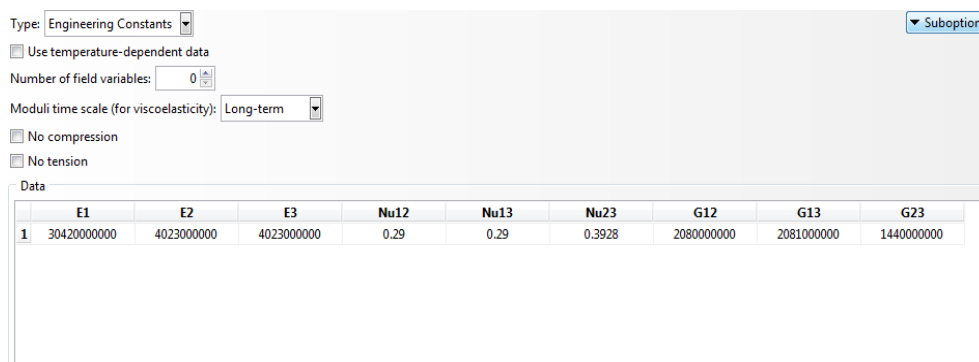 Type: Engineering Constants Suboption
Use temperature-dependent data
Number of field variables: 0
Moduli time scale (for viscoelasticity): Long-term
No compression
No tension
Data
E1 E2 E3 Nu12 Nu13 Nu23 G12 G13 G23
1 30420000000 4023000000 4023000000 0.29 0.29 0.3928 2080000000 2081000000 1440000000